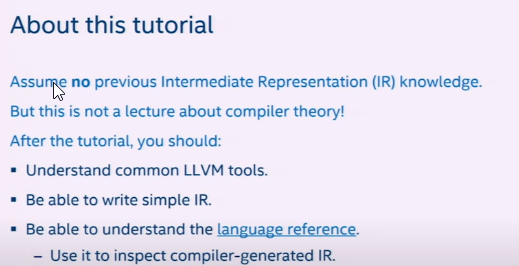 About this tutorial
Assume no previous Intermediate Representation (IR) knowledge.
But this is not a lecture about compiler theory!
After the tutorial, you should:
▪ Understand common LLVM tools.
▪ Be able to write simple IR.
▪ Be able to understand the language reference.
– Use it to inspect compiler-generated IR.